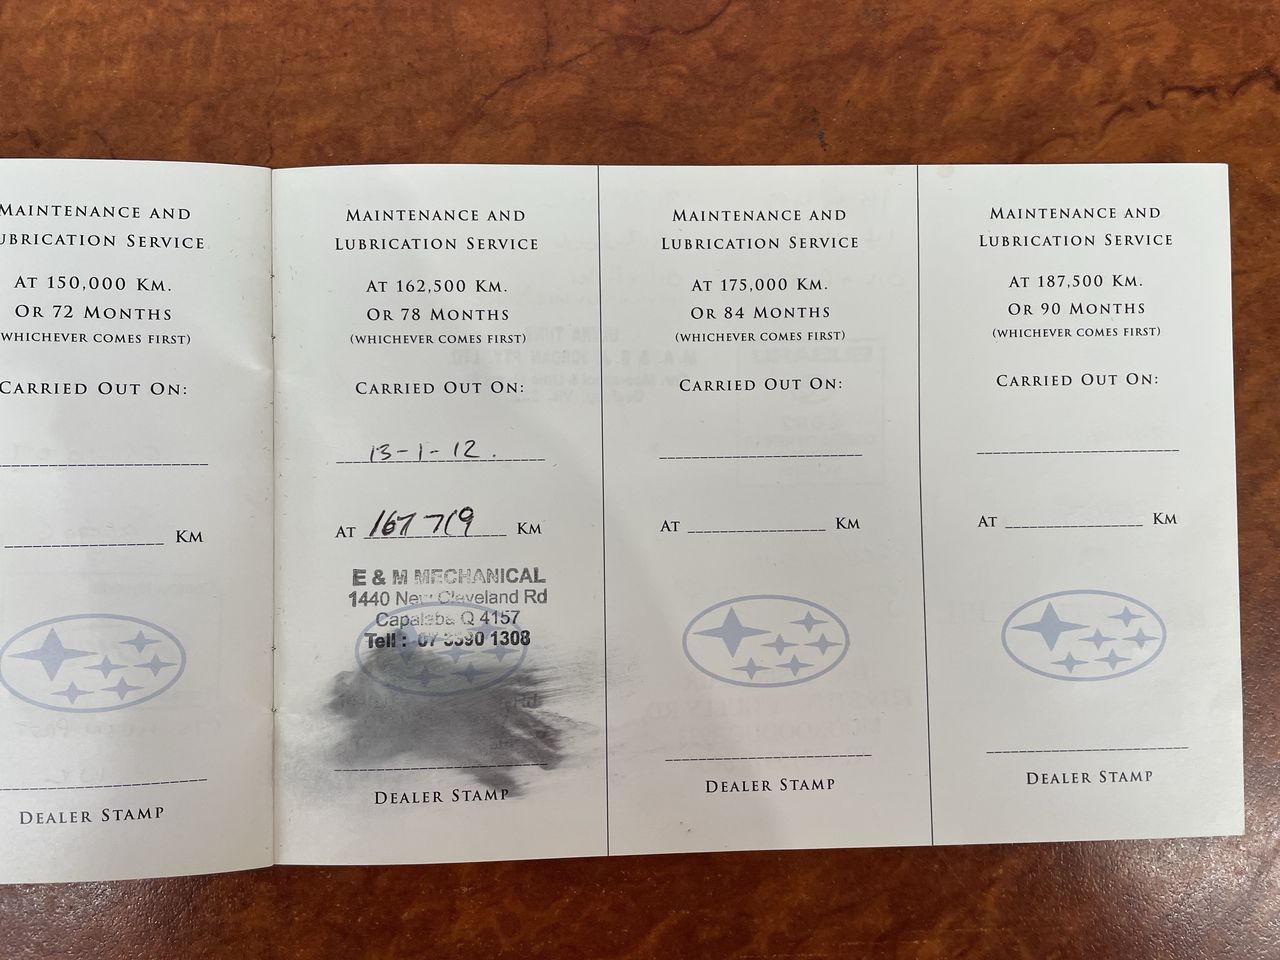 MAINTENANCE AND
UBRICATION SERVICE
AT 150,000 KM.
OR 72 MONTHS
(WHICHEVER COMES FIRST)
CARRIED OUT ON:
KM
DEALER STAMP
MAINTENANCE AND
LUBRICATION SERVICE
AT 162,500 KM.
OR 78 MONTHS
(WHICHEVER COMES FIRST)
CARRIED OUT ON:
13-1-12.
AT 167719 KM
E & M MECHANICAL
1440 New Cleveland Rd
Capalaba Q 4157
Tell : 07 3390 1308
DEALER STAMP
MAINTENANCE AND
LUBRICATION SERVICE
AT 175,000 KM.
OR 84 MONTHS
(WHICHEVER COMES FIRST)
CARRIED OUT ON:
AT KM
DEALER STAMP
MAINTENANCE AND
LUBRICATION SERVICE
AT 187,500 KM.
OR 90 MONTHS
(WHICHEVER COMES FIRST)
CARRIED OUT ON:
AT KM
DEALER STAMP